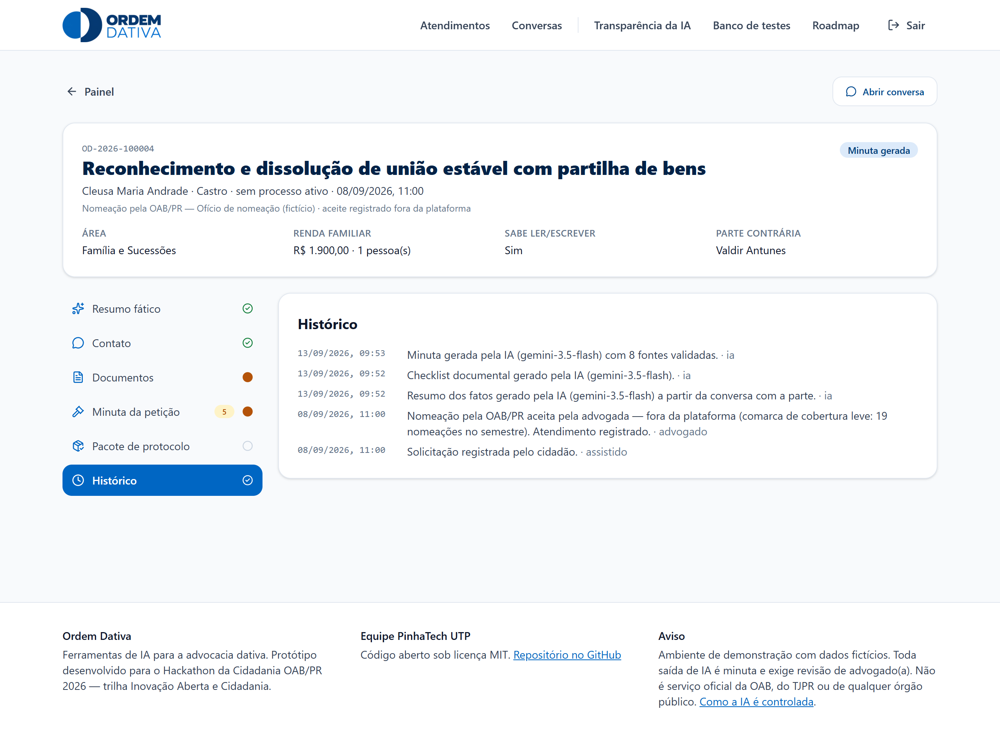 ORDEM
DATIVA
Atendimentos
Conversas
Transparência da IA
Banco de testes
Roadmap
Sair
Painel
Abrir conversa
OD-2026-100004
Minuta gerada
Reconhecimento e dissolução de união estável com partilha de bens
Cleusa Maria Andrade · Castro · sem processo ativo · 08/09/2026, 11:00
Nomeação pela OAB/PR — Ofício de nomeação (fictício) · aceite registrado fora da plataforma
ÁREA
Família e Sucessões
RENDA FAMILIAR
R$ 1.900,00 · 1 pessoa(s)
SABE LER/ESCREVER
Sim
PARTE CONTRÁRIA
Valdir Antunes
Resumo fático
Contato
Documentos
Minuta da petição 5
Pacote de protocolo
Histórico
Histórico
13/09/2026, 09:53 Minuta gerada pela IA (gemini-3.5-flash) com 8 fontes validadas. · ia
13/09/2026, 09:52 Checklist documental gerado pela IA (gemini-3.5-flash). · ia
13/09/2026, 09:52 Resumo dos fatos gerado pela IA (gemini-3.5-flash) a partir da conversa com a parte. · ia
08/09/2026, 11:00 Nomeação pela OAB/PR aceita pela advogada — fora da plataforma (comarca de cobertura leve: 19
nomeações no semestre). Atendimento registrado. · advogado
08/09/2026, 11:00 Solicitação registrada pelo cidadão. · assistido
Ordem Dativa
Ferramentas de IA para a advocacia dativa. Protótipo
desenvolvido para o Hackathon da Cidadania OAB/PR
2026 — trilha Inovação Aberta e Cidadania.
Equipe PinhaTech UTP
Código aberto sob licença MIT. Repositório no GitHub
Aviso
Ambiente de demonstração com dados fictícios. Toda
saída de IA é minuta e exige revisão de advogado(a). Não
é serviço oficial da OAB, do TJPR ou de qualquer órgão
público. Como a IA é controlada.